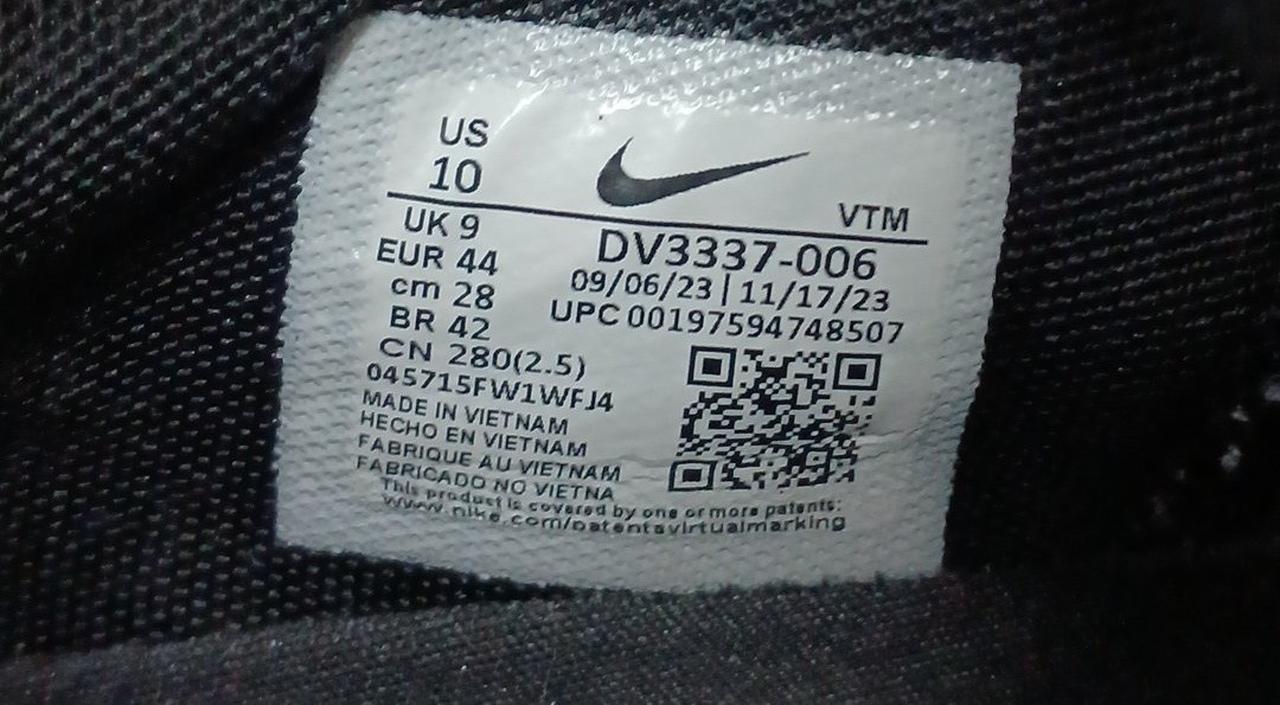 US
10
VTM
UK 9
EUR 44
cm 28
BR 42
CN 280(2.5)
DV3337-006
09/06/23 | 11/17/23
UPC 00197594748507
045715FW1WFJ4
MADE IN VIETNAM
HECHO EN VIETNAM
FABRIQUE AU VIETNAM
FABRICADO NO VIETNA
This product is covered by one or more patents:
www.nike.com/patentsvirtualmarking